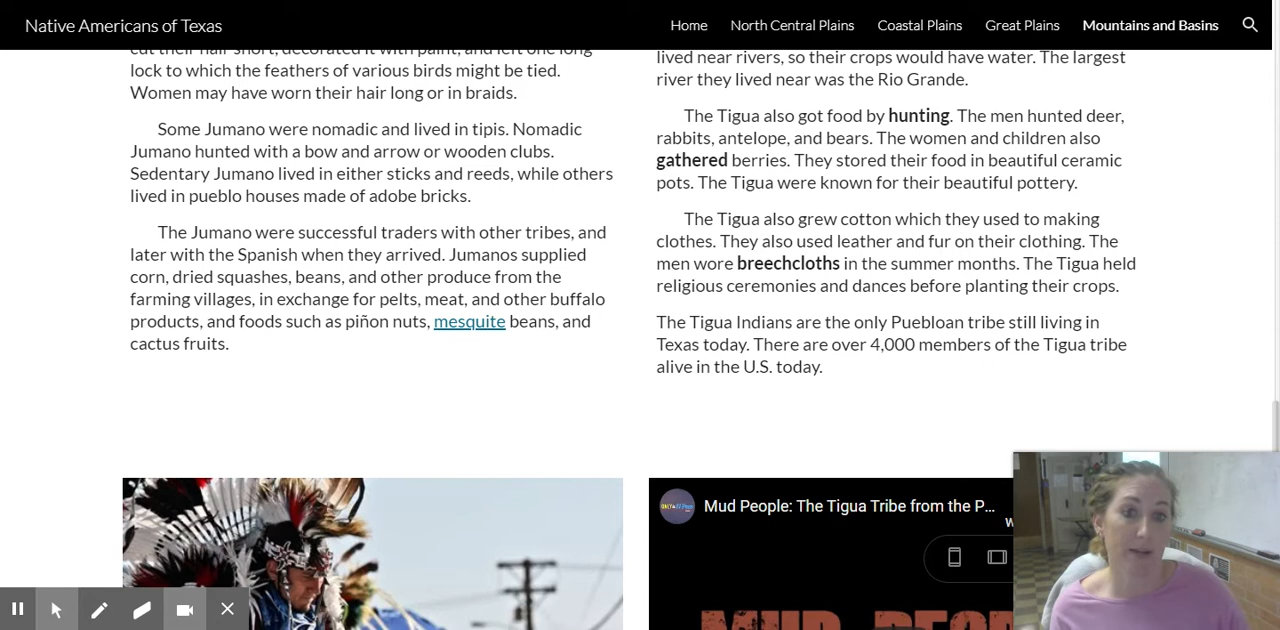 Native Americans of Texas
Home
North Central Plains
Coastal Plains
Great Plains
Mountains and Basins
cut their hair short, decorated it with paint, and left one long
lock to which the feathers of various birds might be tied.
Women may have worn their hair long or in braids.
Some Jumano were nomadic and lived in tipis. Nomadic
Jumano hunted with a bow and arrow or wooden clubs.
Sedentary Jumano lived in either sticks and reeds, while others
lived in pueblo houses made of adobe bricks.
The Jumano were successful traders with other tribes, and
later with the Spanish when they arrived. Jumanos supplied
corn, dried squashes, beans, and other produce from the
farming villages, in exchange for pelts, meat, and other buffalo
products, and foods such as piñon nuts, mesquite beans, and
cactus fruits.
lived near rivers, so their crops would have water. The largest
river they lived near was the Rio Grande.
The Tigua also got food by hunting. The men hunted deer,
rabbits, antelope, and bears. The women and children also
gathered berries. They stored their food in beautiful ceramic
pots. The Tigua were known for their beautiful pottery.
The Tigua also grew cotton which they used to making
clothes. They also used leather and fur on their clothing. The
men wore breechcloths in the summer months. The Tigua held
religious ceremonies and dances before planting their crops.
The Tigua Indians are the only Puebloan tribe still living in
Texas today. There are over 4,000 members of the Tigua tribe
alive in the U.S. today.
Mud People: The Tigua Tribe from the P...
W